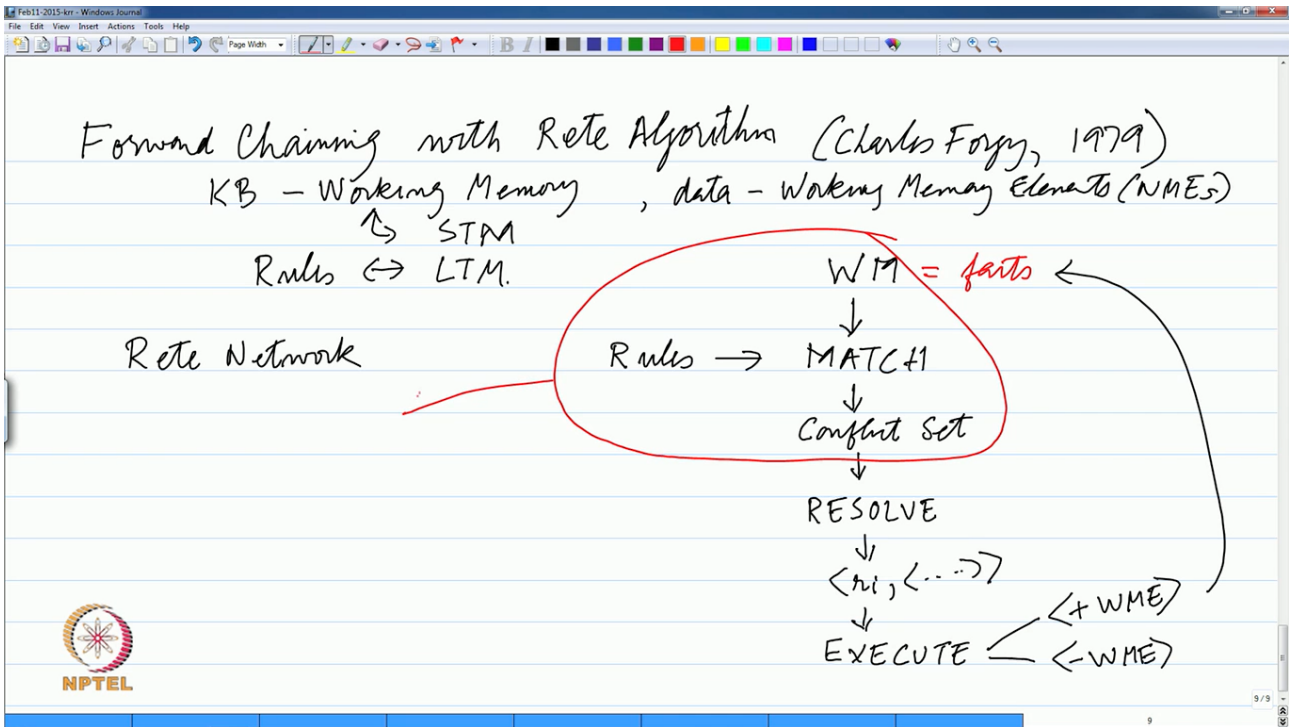 Feb11-2015-krr - Windows Journal
File Edit View Insert Actions Tools Help
Page Width
B I
Forward Chaining with Rete Algorithm (Charles Forgy, 1979)
KB - Working Memory , data - Working Memory Elements (WMEs)
STM
Rules ↔ LTM.
WM = facts
Rete Network
Rules → MATCH
Conflict Set
RESOLVE
<ri, <....>>
<+ WME>
EXECUTE
<- WME>
NPTEL
9/9
9